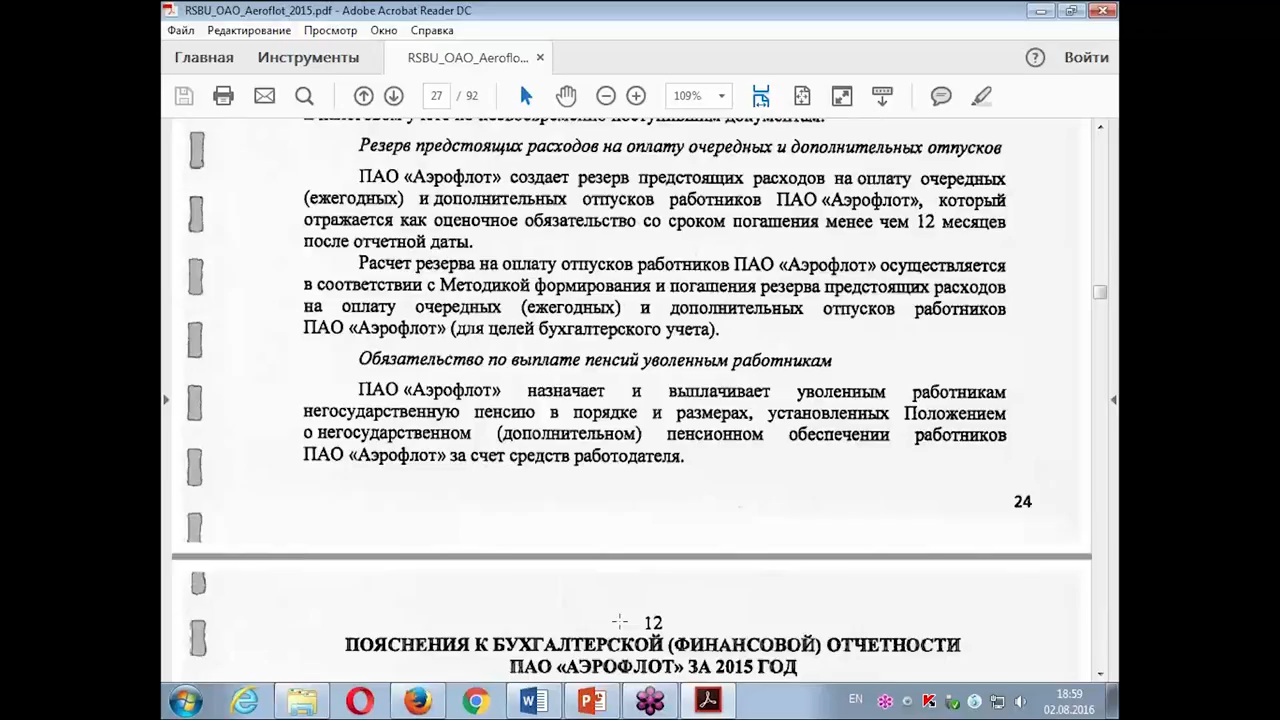 RSBU_OAO_Aeroflot_2015.pdf - Adobe Acrobat Reader DC
Файл Редактирование Просмотр Окно Справка
Главная Инструменты RSBU_OAO_Aeroflo... × Войти
27 / 92 109%
в налоговом учете по несвоевременно поступившим документам.
Резерв предстоящих расходов на оплату очередных и дополнительных отпусков
ПАО «Аэрофлот» создает резерв предстоящих расходов на оплату очередных
(ежегодных) и дополнительных отпусков работников ПАО «Аэрофлот», который
отражается как оценочное обязательство со сроком погашения менее чем 12 месяцев
после отчетной даты.
Расчет резерва на оплату отпусков работников ПАО «Аэрофлот» осуществляется
в соответствии с Методикой формирования и погашения резерва предстоящих расходов
на оплату очередных (ежегодных) и дополнительных отпусков работников
ПАО «Аэрофлот» (для целей бухгалтерского учета).
Обязательство по выплате пенсий уволенным работникам
ПАО «Аэрофлот» назначает и выплачивает уволенным работникам
негосударственную пенсию в порядке и размерах, установленных Положением
о негосударственном (дополнительном) пенсионном обеспечении работников
ПАО «Аэрофлот» за счет средств работодателя.
24
12
ПОЯСНЕНИЯ К БУХГАЛТЕРСКОЙ (ФИНАНСОВОЙ) ОТЧЕТНОСТИ
ПАО «АЭРОФЛОТ» ЗА 2015 ГОД
EN 18:59
02.08.2016